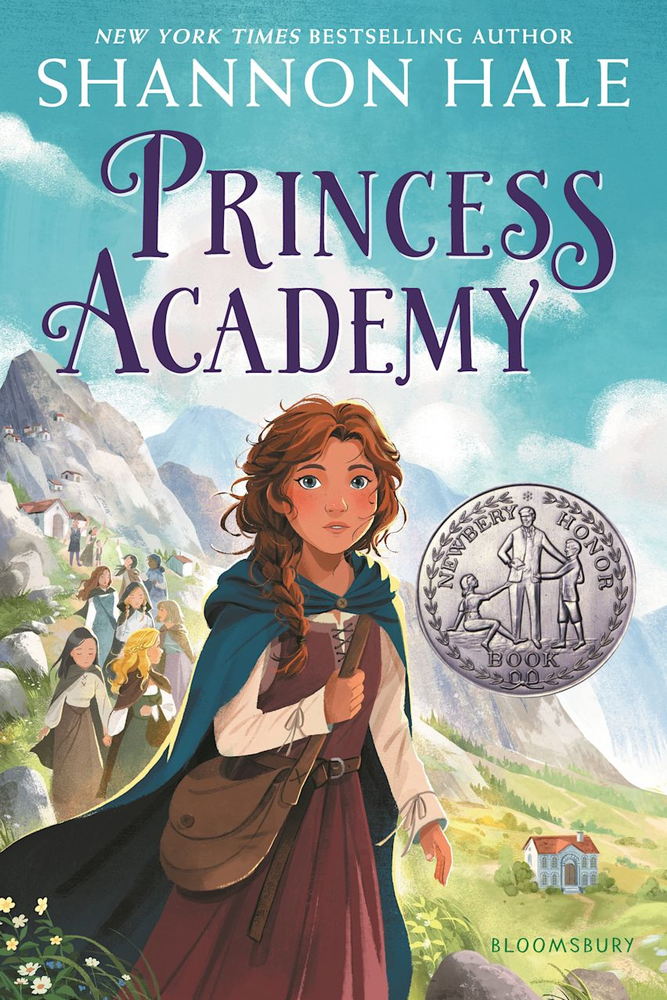 NEW YORK TIMES BESTSELLING AUTHOR
SHANNON HALE
PRINCESS
ACADEMY
NEWBERY HONOR
BOOK
BLOOMSBURY